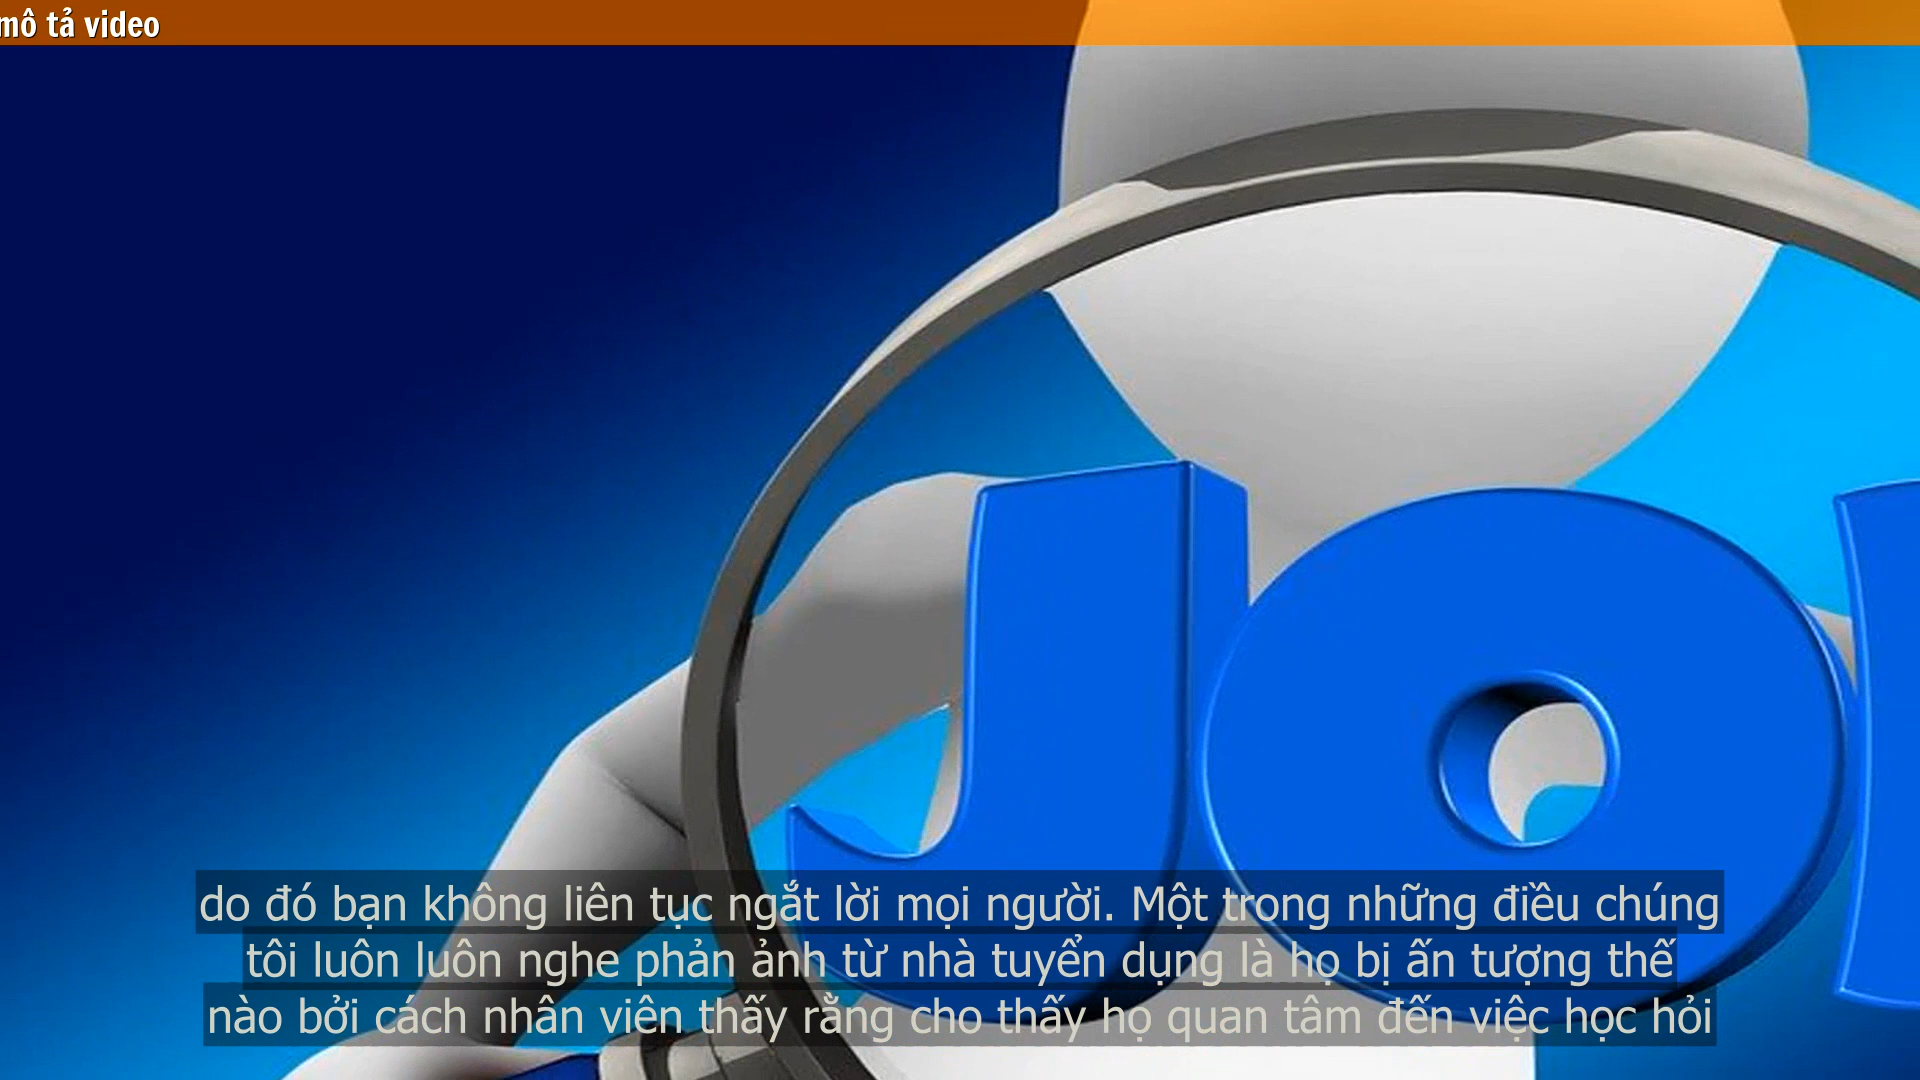 mô tả video
JO
do đó bạn không liên tục ngắt lời mọi người. Một trong những điều chúng
tôi luôn luôn nghe phản ảnh từ nhà tuyển dụng là họ bị ấn tượng thế
nào bởi cách nhân viên thấy rằng cho thấy họ quan tâm đến việc học hỏi